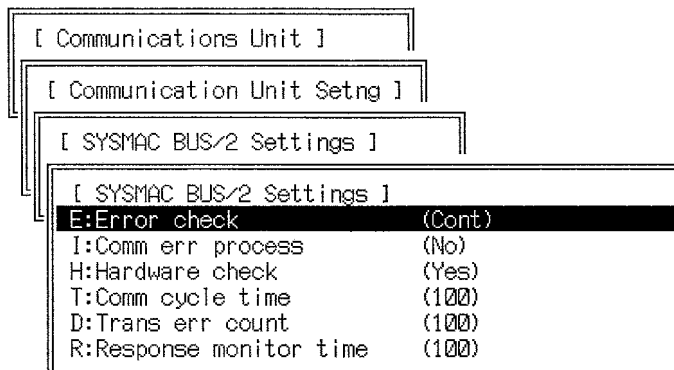 [ Communications Unit ]
[ Communication Unit Setng ]
[ SYSMAC BUS/2 Settings ]
[ SYSMAC BUS/2 Settings ]
E:Error check (Cont)
I:Comm err process (No)
H:Hardware check (Yes)
T:Comm cycle time (100)
D:Trans err count (100)
R:Response monitor time (100)